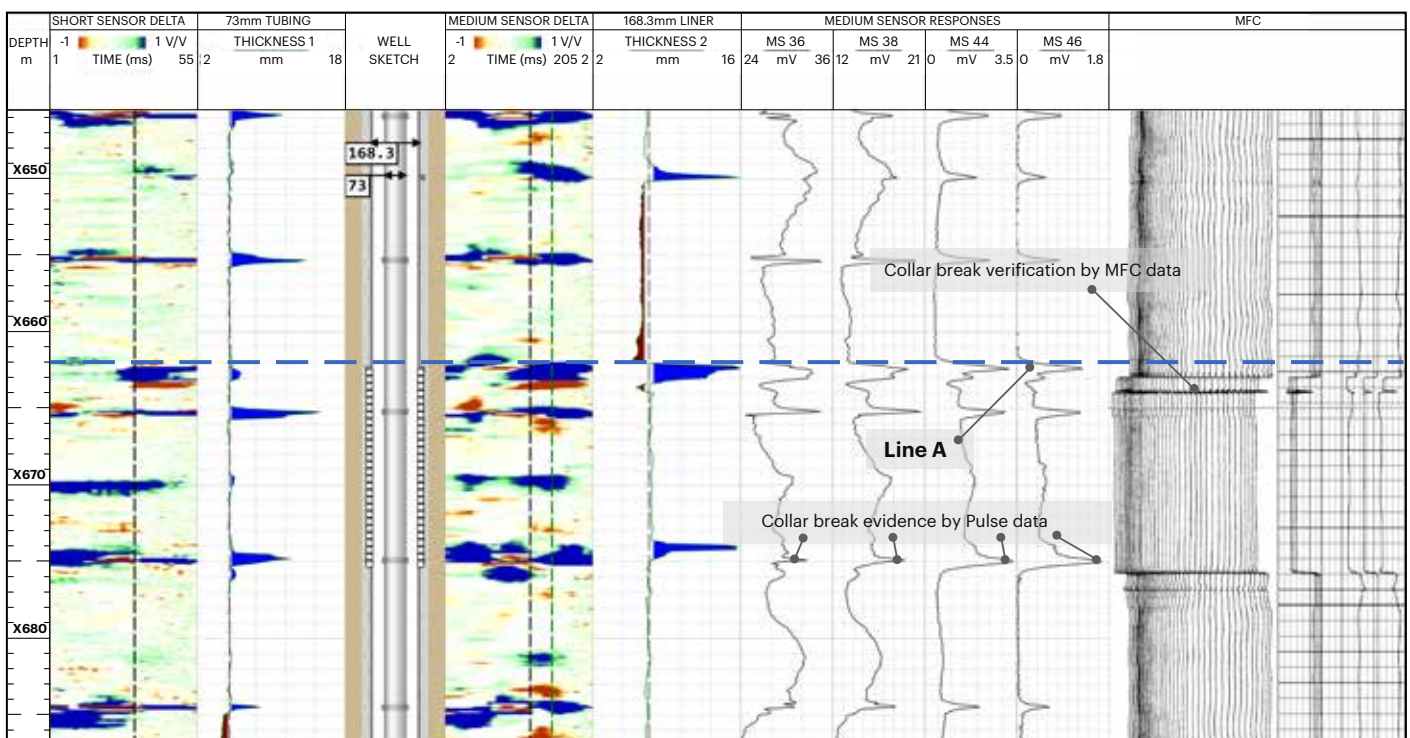 SHORT SENSOR DELTA
73mm TUBING
MEDIUM SENSOR DELTA
168.3mm LINER
MEDIUM SENSOR RESPONSES
MFC
DEPTH
m
-1 1 V/V
1 TIME (ms) 55
THICKNESS 1
2 mm 18
WELL
SKETCH
-1 1 V/V
2 TIME (ms) 205
THICKNESS 2
2 mm 16
MS 36
24 mV 36
MS 38
12 mV 21
MS 44
0 mV 3.5
MS 46
0 mV 1.8
X650
X660
X670
X680
168.3
73
Collar break verification by MFC data
Line A
Collar break evidence by Pulse data